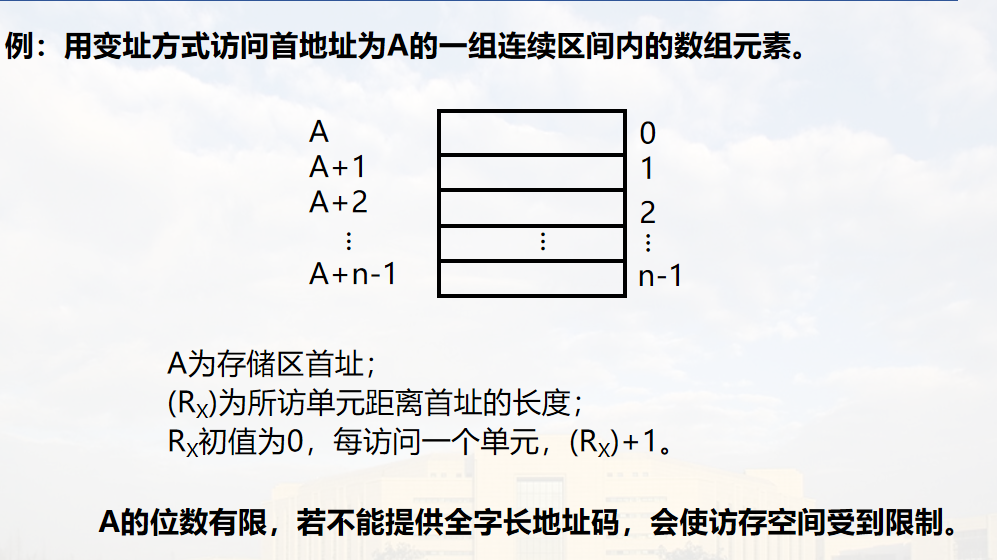 例：用变址方式访问首地址为A的一组连续区间内的数组元素。
A 0
A+1 1
A+2 2
⋮ ⋮ ⋮
A+n-1 n-1
A为存储区首址；
(RX)为所访单元距离首址的长度；
RX初值为0，每访问一个单元，(RX)+1。
A的位数有限，若不能提供全字长地址码，会使访存空间受到限制。